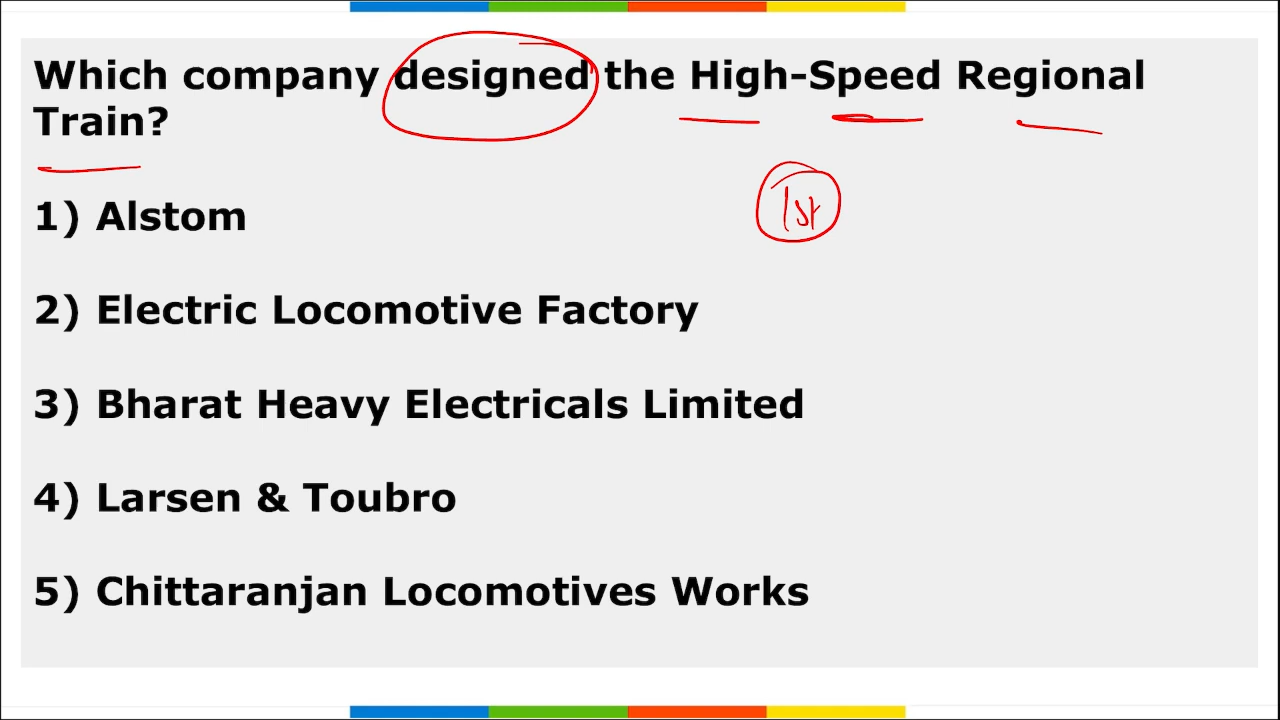 Which company designed the High-Speed Regional
Train?
1st
1) Alstom
2) Electric Locomotive Factory
3) Bharat Heavy Electricals Limited
4) Larsen & Toubro
5) Chittaranjan Locomotives Works